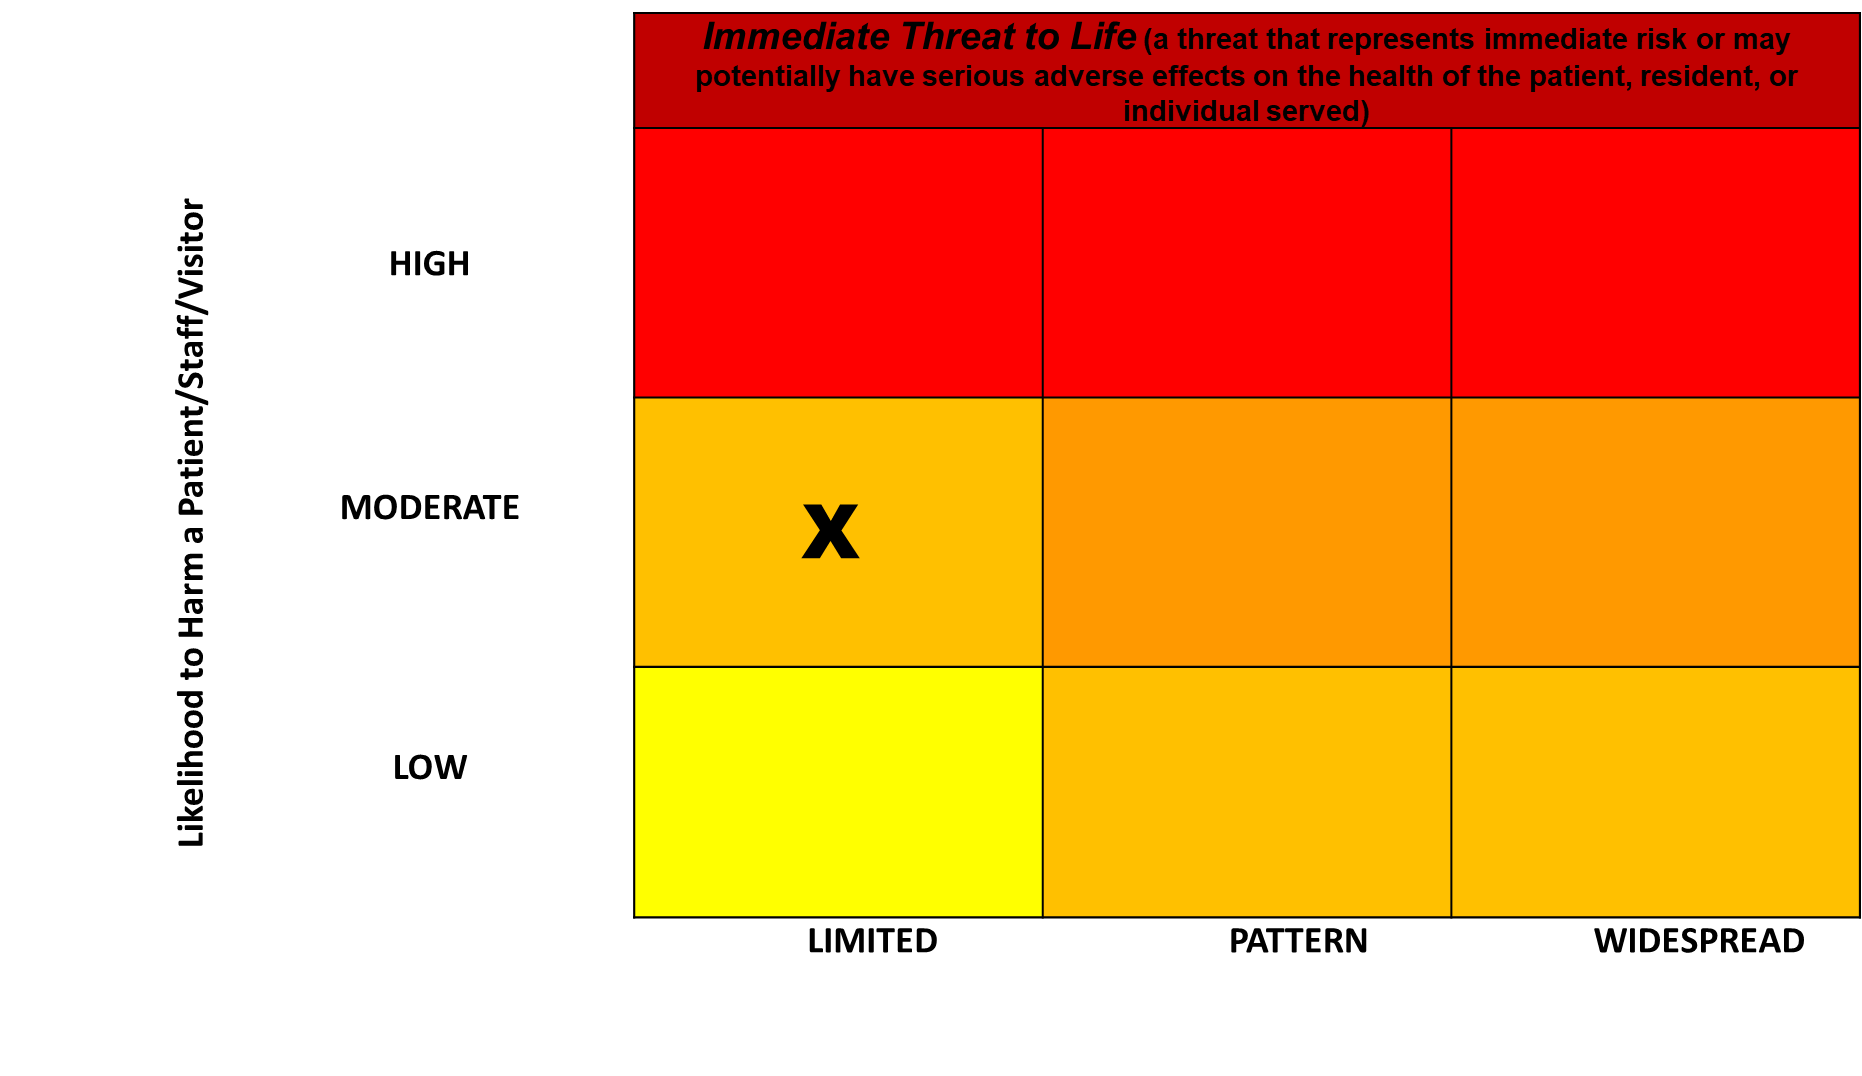 Immediate Threat to Life (a threat that represents immediate risk or may
potentially have serious adverse effects on the health of the patient, resident, or
individual served)
Likelihood to Harm a Patient/Staff/Visitor
HIGH
MODERATE
X
LOW
LIMITED
PATTERN
WIDESPREAD